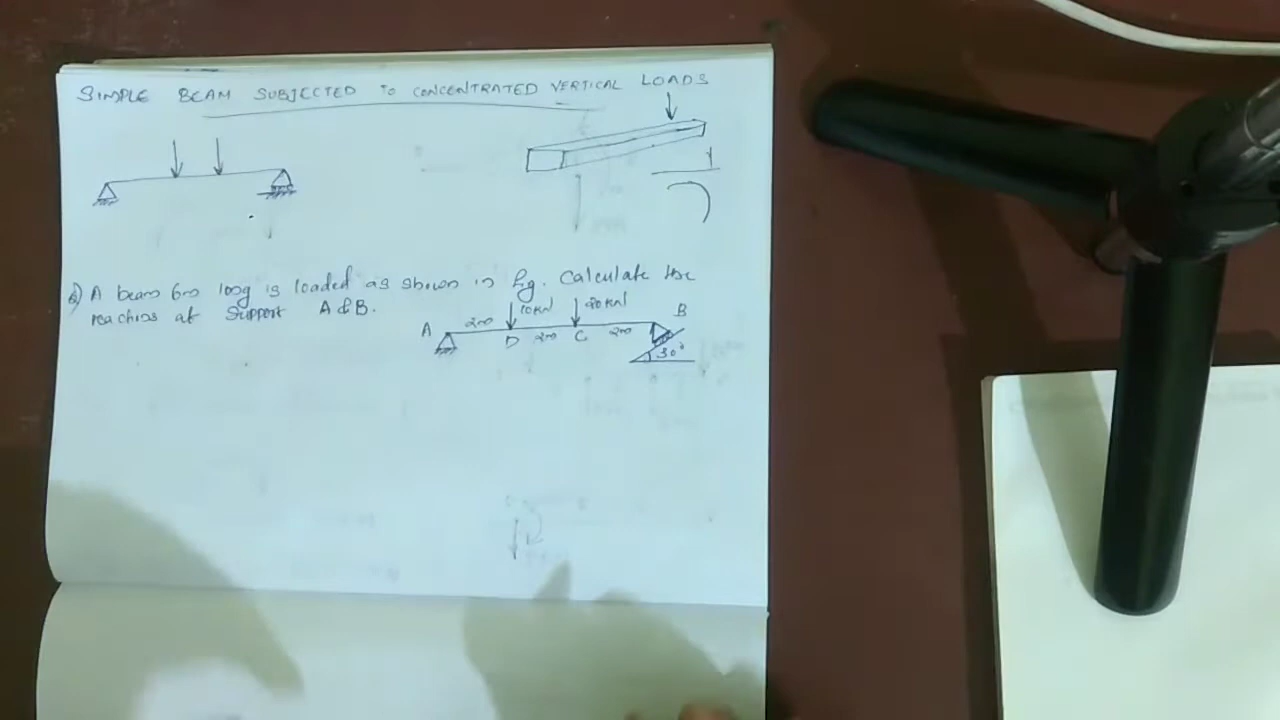 SIMPLE BEAM SUBJECTED TO CONCENTRATED VERTICAL LOADS
Q) A beam 6m long is loaded as shown in fig. Calculate the
reactions at Support A & B.
10KN 20KN B
A 2m
D 2m C 2m
30°